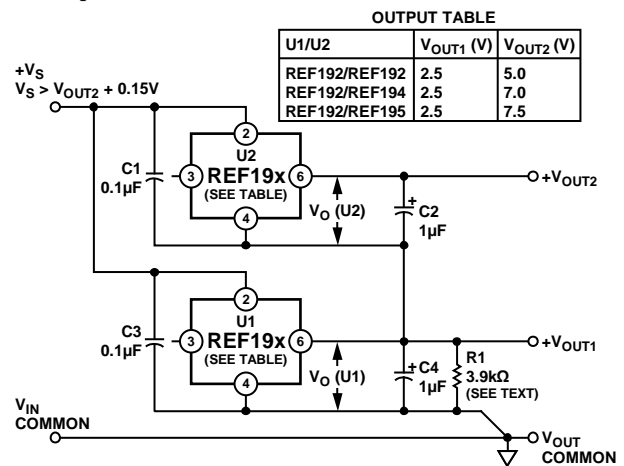 OUTPUT TABLE
U1/U2 VOUT1 (V) VOUT2 (V)
REF192/REF192 2.5 5.0
REF192/REF194 2.5 7.0
REF192/REF195 2.5 7.5
+VS
VS > VOUT2 + 0.15V
2
U2
C1
0.1µF
3
REF19x
6
(SEE TABLE)
4
VO (U2)
+
C2
1µF
+VOUT2
2
U1
C3
0.1µF
3
REF19x
6
(SEE TABLE)
4
VO (U1)
+
C4
1µF
R1
3.9kΩ
(SEE TEXT)
+VOUT1
VIN
COMMON
VOUT
COMMON